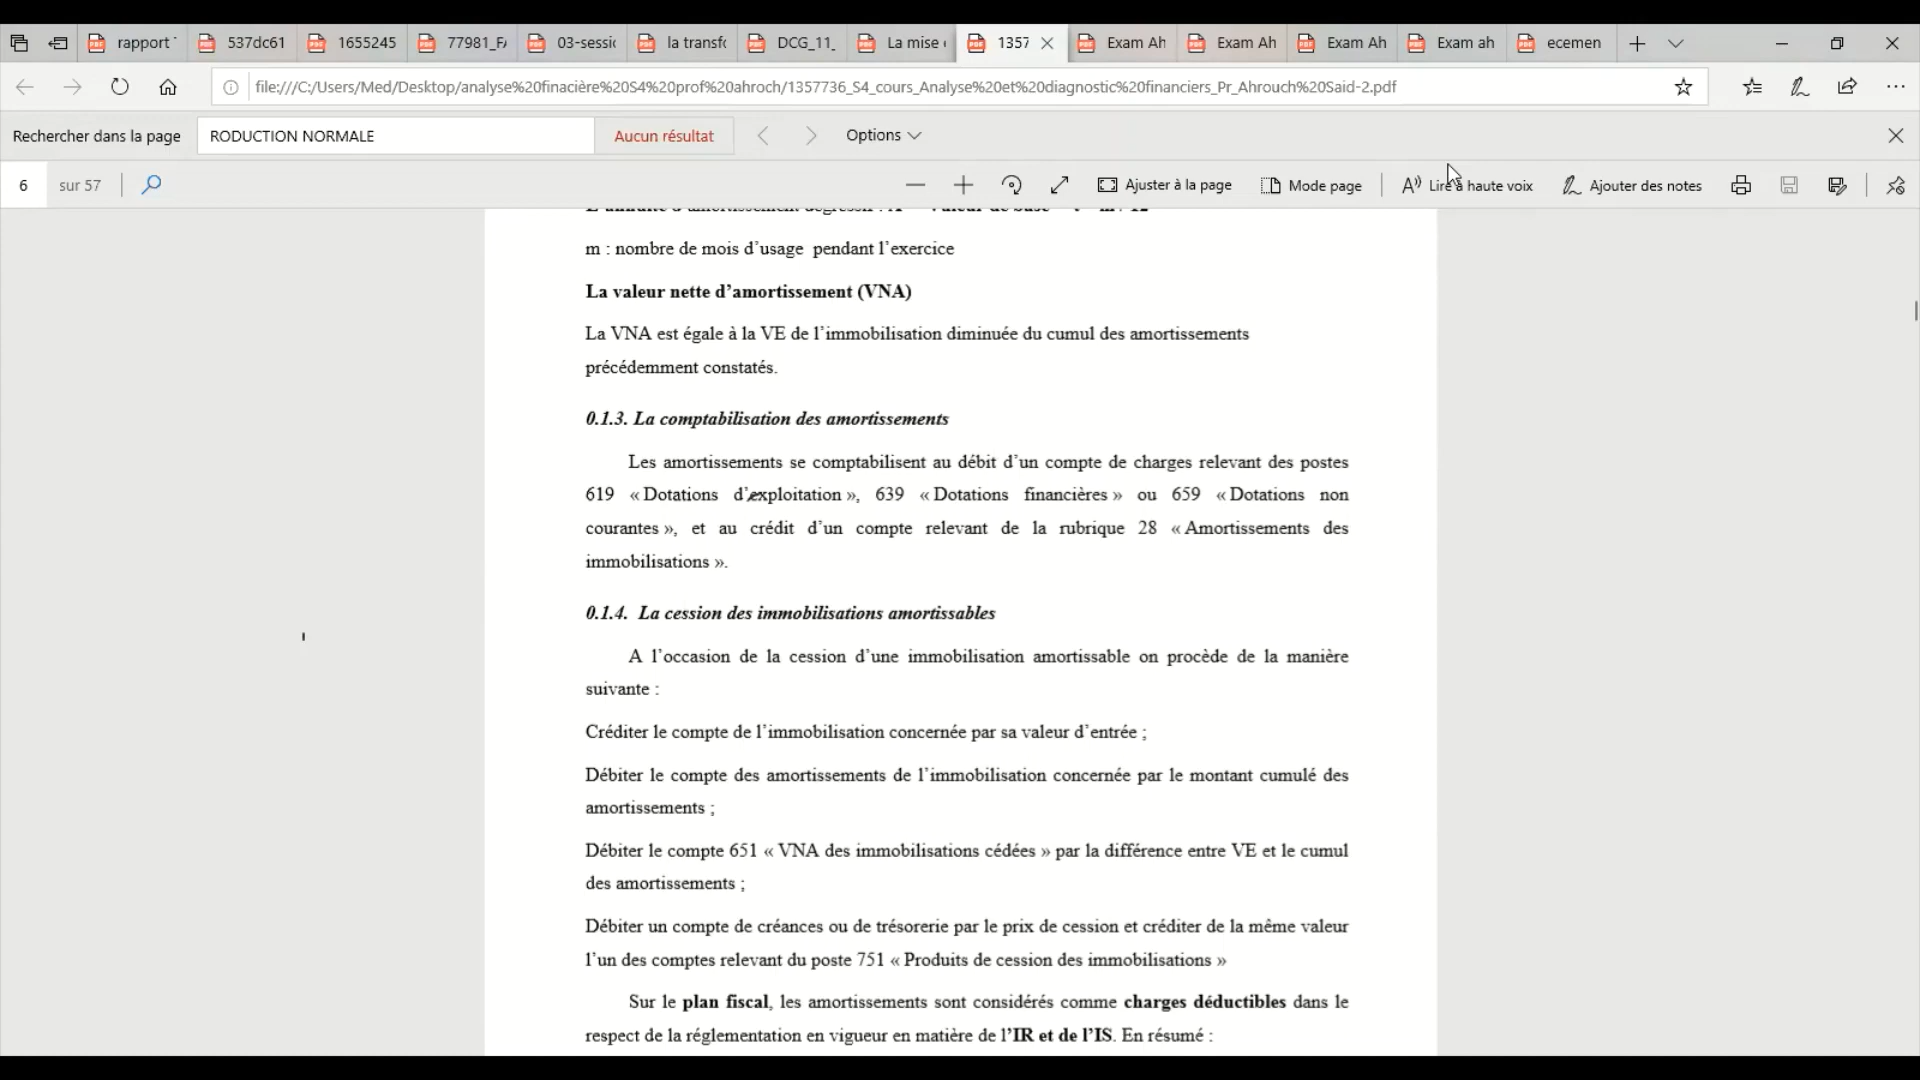 rapport
537dc61
1655245
77981_F
03-sessi
la transf
DCG_11_
La mise
1357
Exam Ah
Exam Ah
Exam Ah
Exam ah
ecemen
file:///C:/Users/Med/Desktop/analyse%20finacière%20S4%20prof%20ahroch/1357736_S4_cours_Analyse%20et%20diagnostic%20financiers_Pr_Ahrouch%20Said-2.pdf
Rechercher dans la page
RODUCTION NORMALE
Aucun résultat
Options
6
sur 57
Ajuster à la page
Mode page
Lire à haute voix
Ajouter des notes
m : nombre de mois d’usage pendant l’exercice
La valeur nette d’amortissement (VNA)
La VNA est égale à la VE de l’immobilisation diminuée du cumul des amortissements
précédemment constatés.
0.1.3. La comptabilisation des amortissements
Les amortissements se comptabilisent au débit d’un compte de charges relevant des postes
619 « Dotations d’exploitation », 639 « Dotations financières » ou 659 « Dotations non
courantes », et au crédit d’un compte relevant de la rubrique 28 « Amortissements des
immobilisations ».
0.1.4. La cession des immobilisations amortissables
A l’occasion de la cession d’une immobilisation amortissable on procède de la manière
suivante :
Créditer le compte de l’immobilisation concernée par sa valeur d’entrée ;
Débiter le compte des amortissements de l’immobilisation concernée par le montant cumulé des
amortissements ;
Débiter le compte 651 « VNA des immobilisations cédées » par la différence entre VE et le cumul
des amortissements ;
Débiter un compte de créances ou de trésorerie par le prix de cession et créditer de la même valeur
l’un des comptes relevant du poste 751 « Produits de cession des immobilisations »
Sur le plan fiscal, les amortissements sont considérés comme charges déductibles dans le
respect de la réglementation en vigueur en matière de l’IR et de l’IS. En résumé :